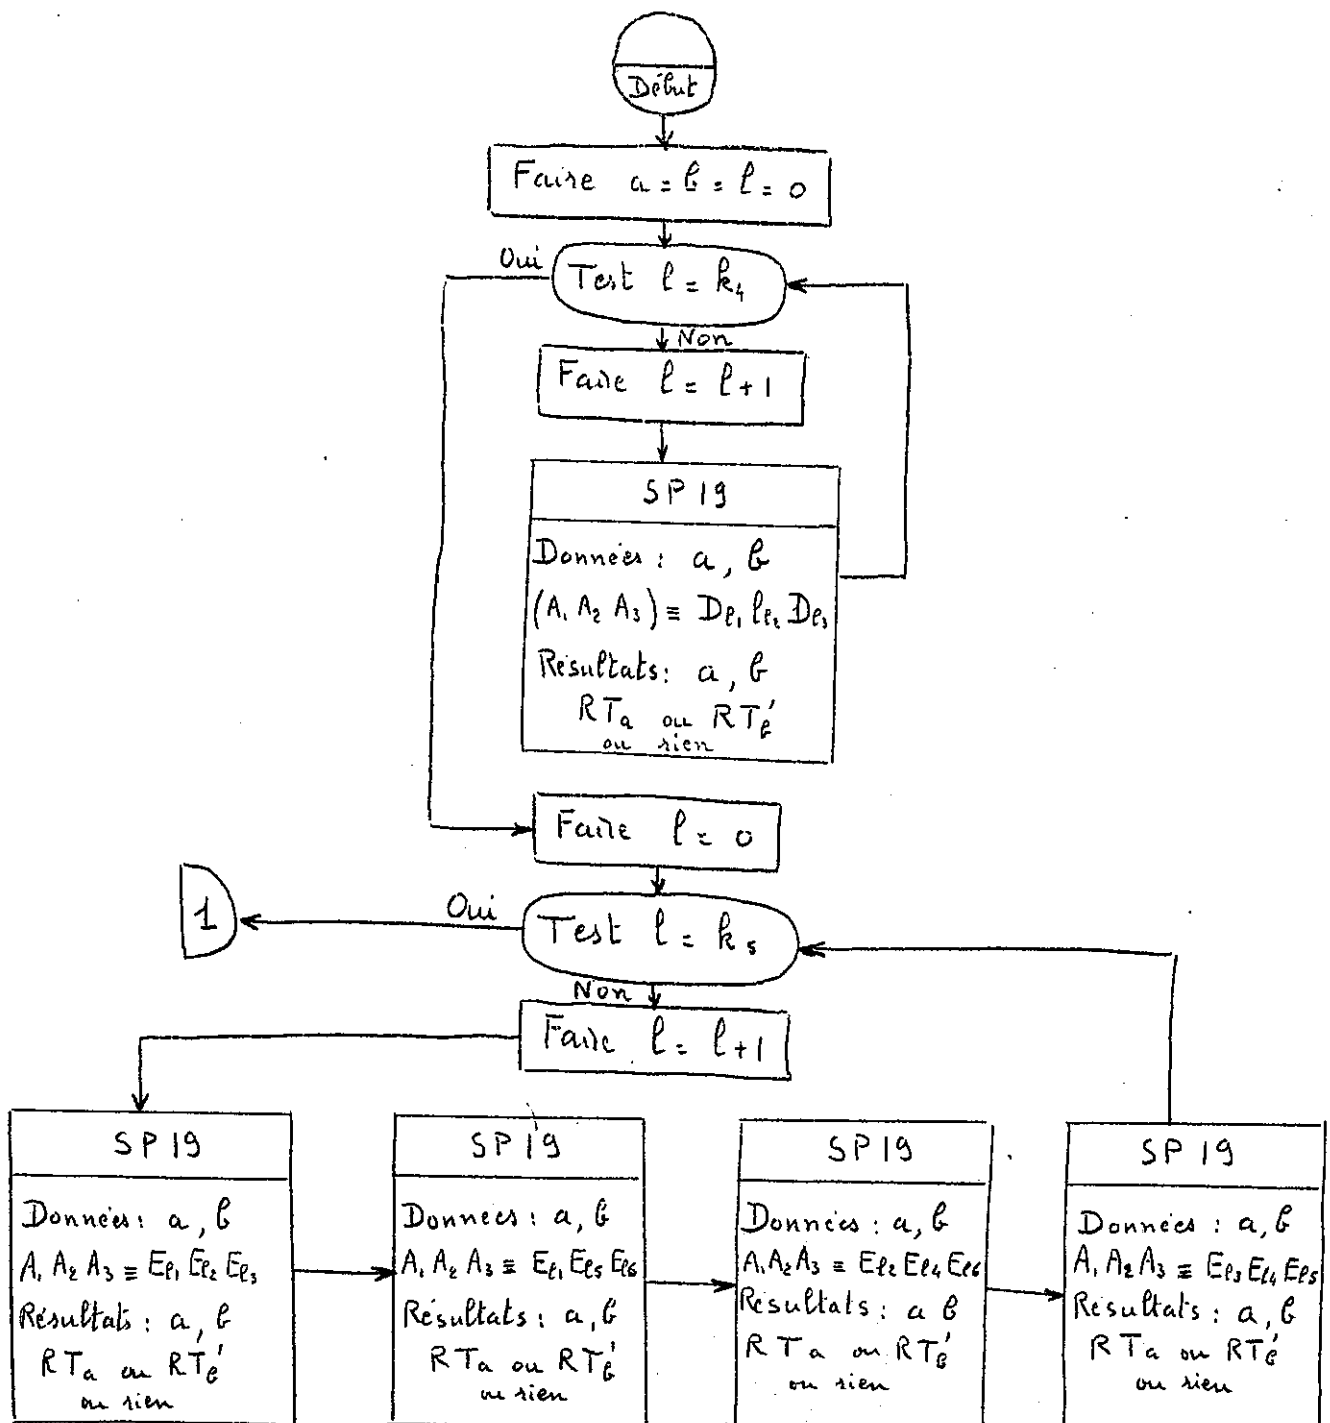 Début
Faire a = b = l = 0
Oui
Test l = k₄
Non
Faire l = l + 1
SP 19
Données : a, b
(A₁ A₂ A₃) ≡ Dℓ₁ lℓ₂ Dℓ₃
Résultats : a, b
RTa ou RT'b
ou rien
Faire l = 0
1
Oui
Test l = k₅
Non
Faire l = l + 1
SP 19
Données : a, b
A₁ A₂ A₃ ≡ Eℓ₁ Eℓ₂ Eℓ₃
Résultats : a, b
RTa ou RT'b
ou rien
SP 19
Données : a, b
A₁ A₂ A₃ ≡ Eℓ₁ Eℓ₅ Eℓ₆
Résultats : a, b
RTa ou RT'b
ou rien
SP 19
Données : a, b
A₁ A₂ A₃ ≡ Eℓ₂ Eℓ₄ Eℓ₆
Résultats : a b
RTa ou RT'b
ou rien
SP 19
Données : a, b
A₁ A₂ A₃ ≡ Eℓ₃ Eℓ₄ Eℓ₅
Résultats : a, b
RTa ou RT'b
ou rien